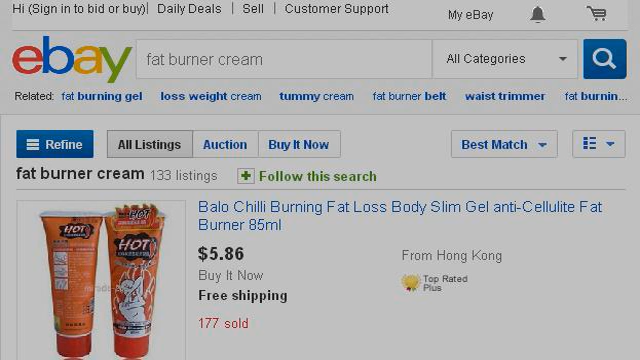 Hi (Sign in to bid or buy)| Daily Deals | Sell | Customer Support
My eBay
ebay
fat burner cream
All Categories
Related: fat burning gel loss weight cream tummy cream fat burner belt waist trimmer fat burnin...
Refine
All Listings Auction Buy It Now
Best Match
fat burner cream 133 listings Follow this search
Balo Chilli Burning Fat Loss Body Slim Gel anti-Cellulite Fat
Burner 85ml
$5.86
From Hong Kong
Buy It Now
Top Rated
Plus
Free shipping
177 sold
HOT
HOT
HOT